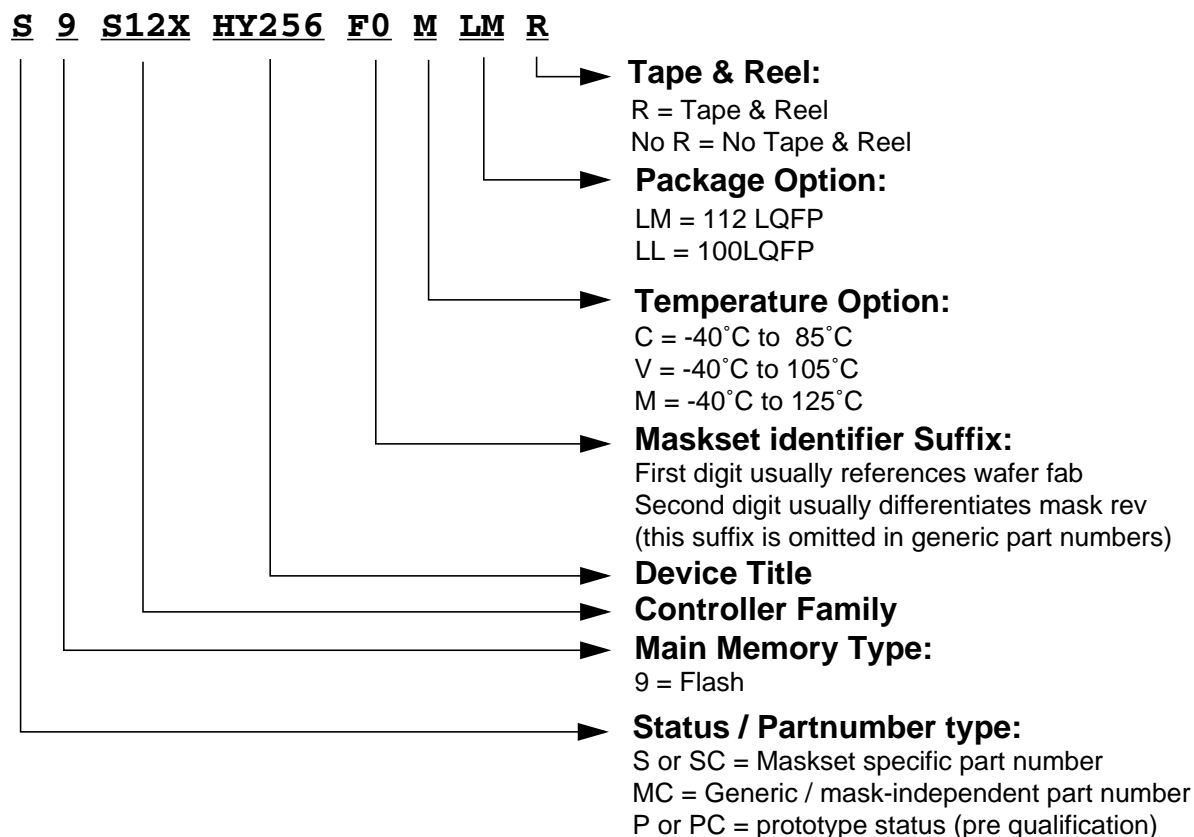 S 9 S12X HY256 F0 M LM R
Tape & Reel:
R = Tape & Reel
No R = No Tape & Reel
Package Option:
LM = 112 LQFP
LL = 100LQFP
Temperature Option:
C = -40˚C to  85˚C
V = -40˚C to 105˚C
M = -40˚C to 125˚C
Maskset identifier Suffix:
First digit usually references wafer fab
Second digit usually differentiates mask rev
(this suffix is omitted in generic part numbers)
Device Title
Controller Family
Main Memory Type:
9 = Flash
Status / Partnumber type:
S or SC = Maskset specific part number
MC = Generic / mask-independent part number
P or PC = prototype status (pre qualification)